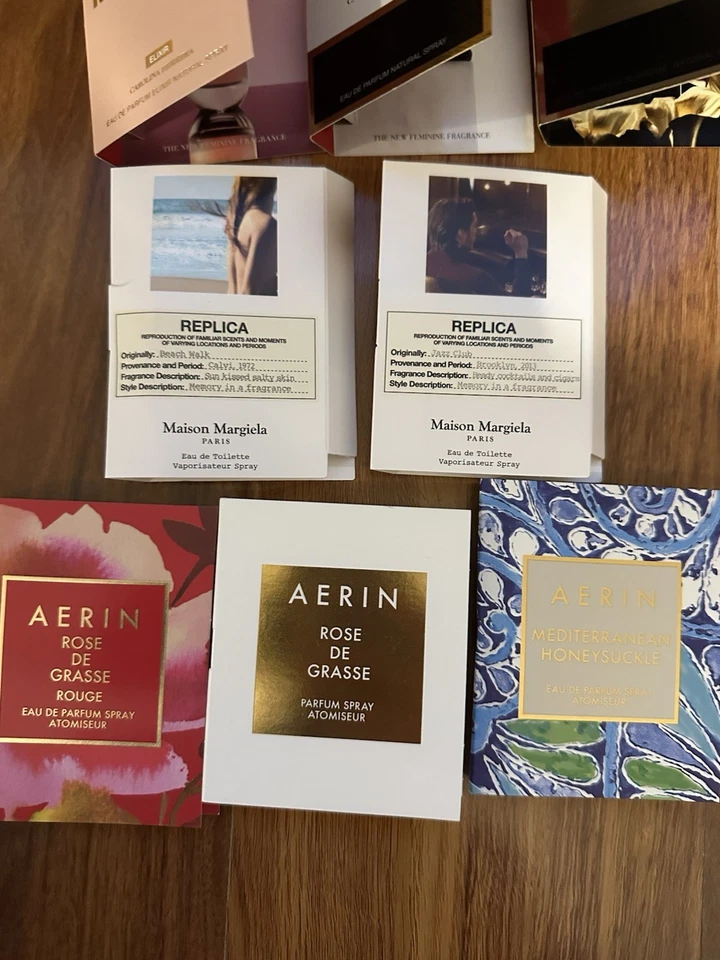 ELIXIR
CAROLINA HERRERA
EAU DE PARFUM ELIXIR NATURAL SPRAY
THE NEW FEMININE FRAGRANCE
EAU DE PARFUM NATURAL SPRAY
THE NEW FEMININE FRAGRANCE
REPLICA
REPRODUCTION OF FAMILIAR SCENTS AND MOMENTS
OF VARYING LOCATIONS AND PERIODS
Originally: Beach Walk
Provenance and Period: Calvi, 1972
Fragrance Description: Sun kissed salty skin
Style Description: Memory in a fragrance
Maison Margiela
PARIS
Eau de Toilette
Vaporisateur Spray
REPLICA
REPRODUCTION OF FAMILIAR SCENTS AND MOMENTS
OF VARYING LOCATIONS AND PERIODS
Originally: Jazz Club
Provenance and Period: Brooklyn, 2013
Fragrance Description: Heady cocktails and cigars
Style Description: Memory in a fragrance
Maison Margiela
PARIS
Eau de Toilette
Vaporisateur Spray
AERIN
ROSE
DE
GRASSE
ROUGE
EAU DE PARFUM SPRAY
ATOMISEUR
AERIN
ROSE
DE
GRASSE
PARFUM SPRAY
ATOMISEUR
AERIN
MEDITERRANEAN
HONEYSUCKLE
EAU DE PARFUM SPRAY
ATOMISEUR